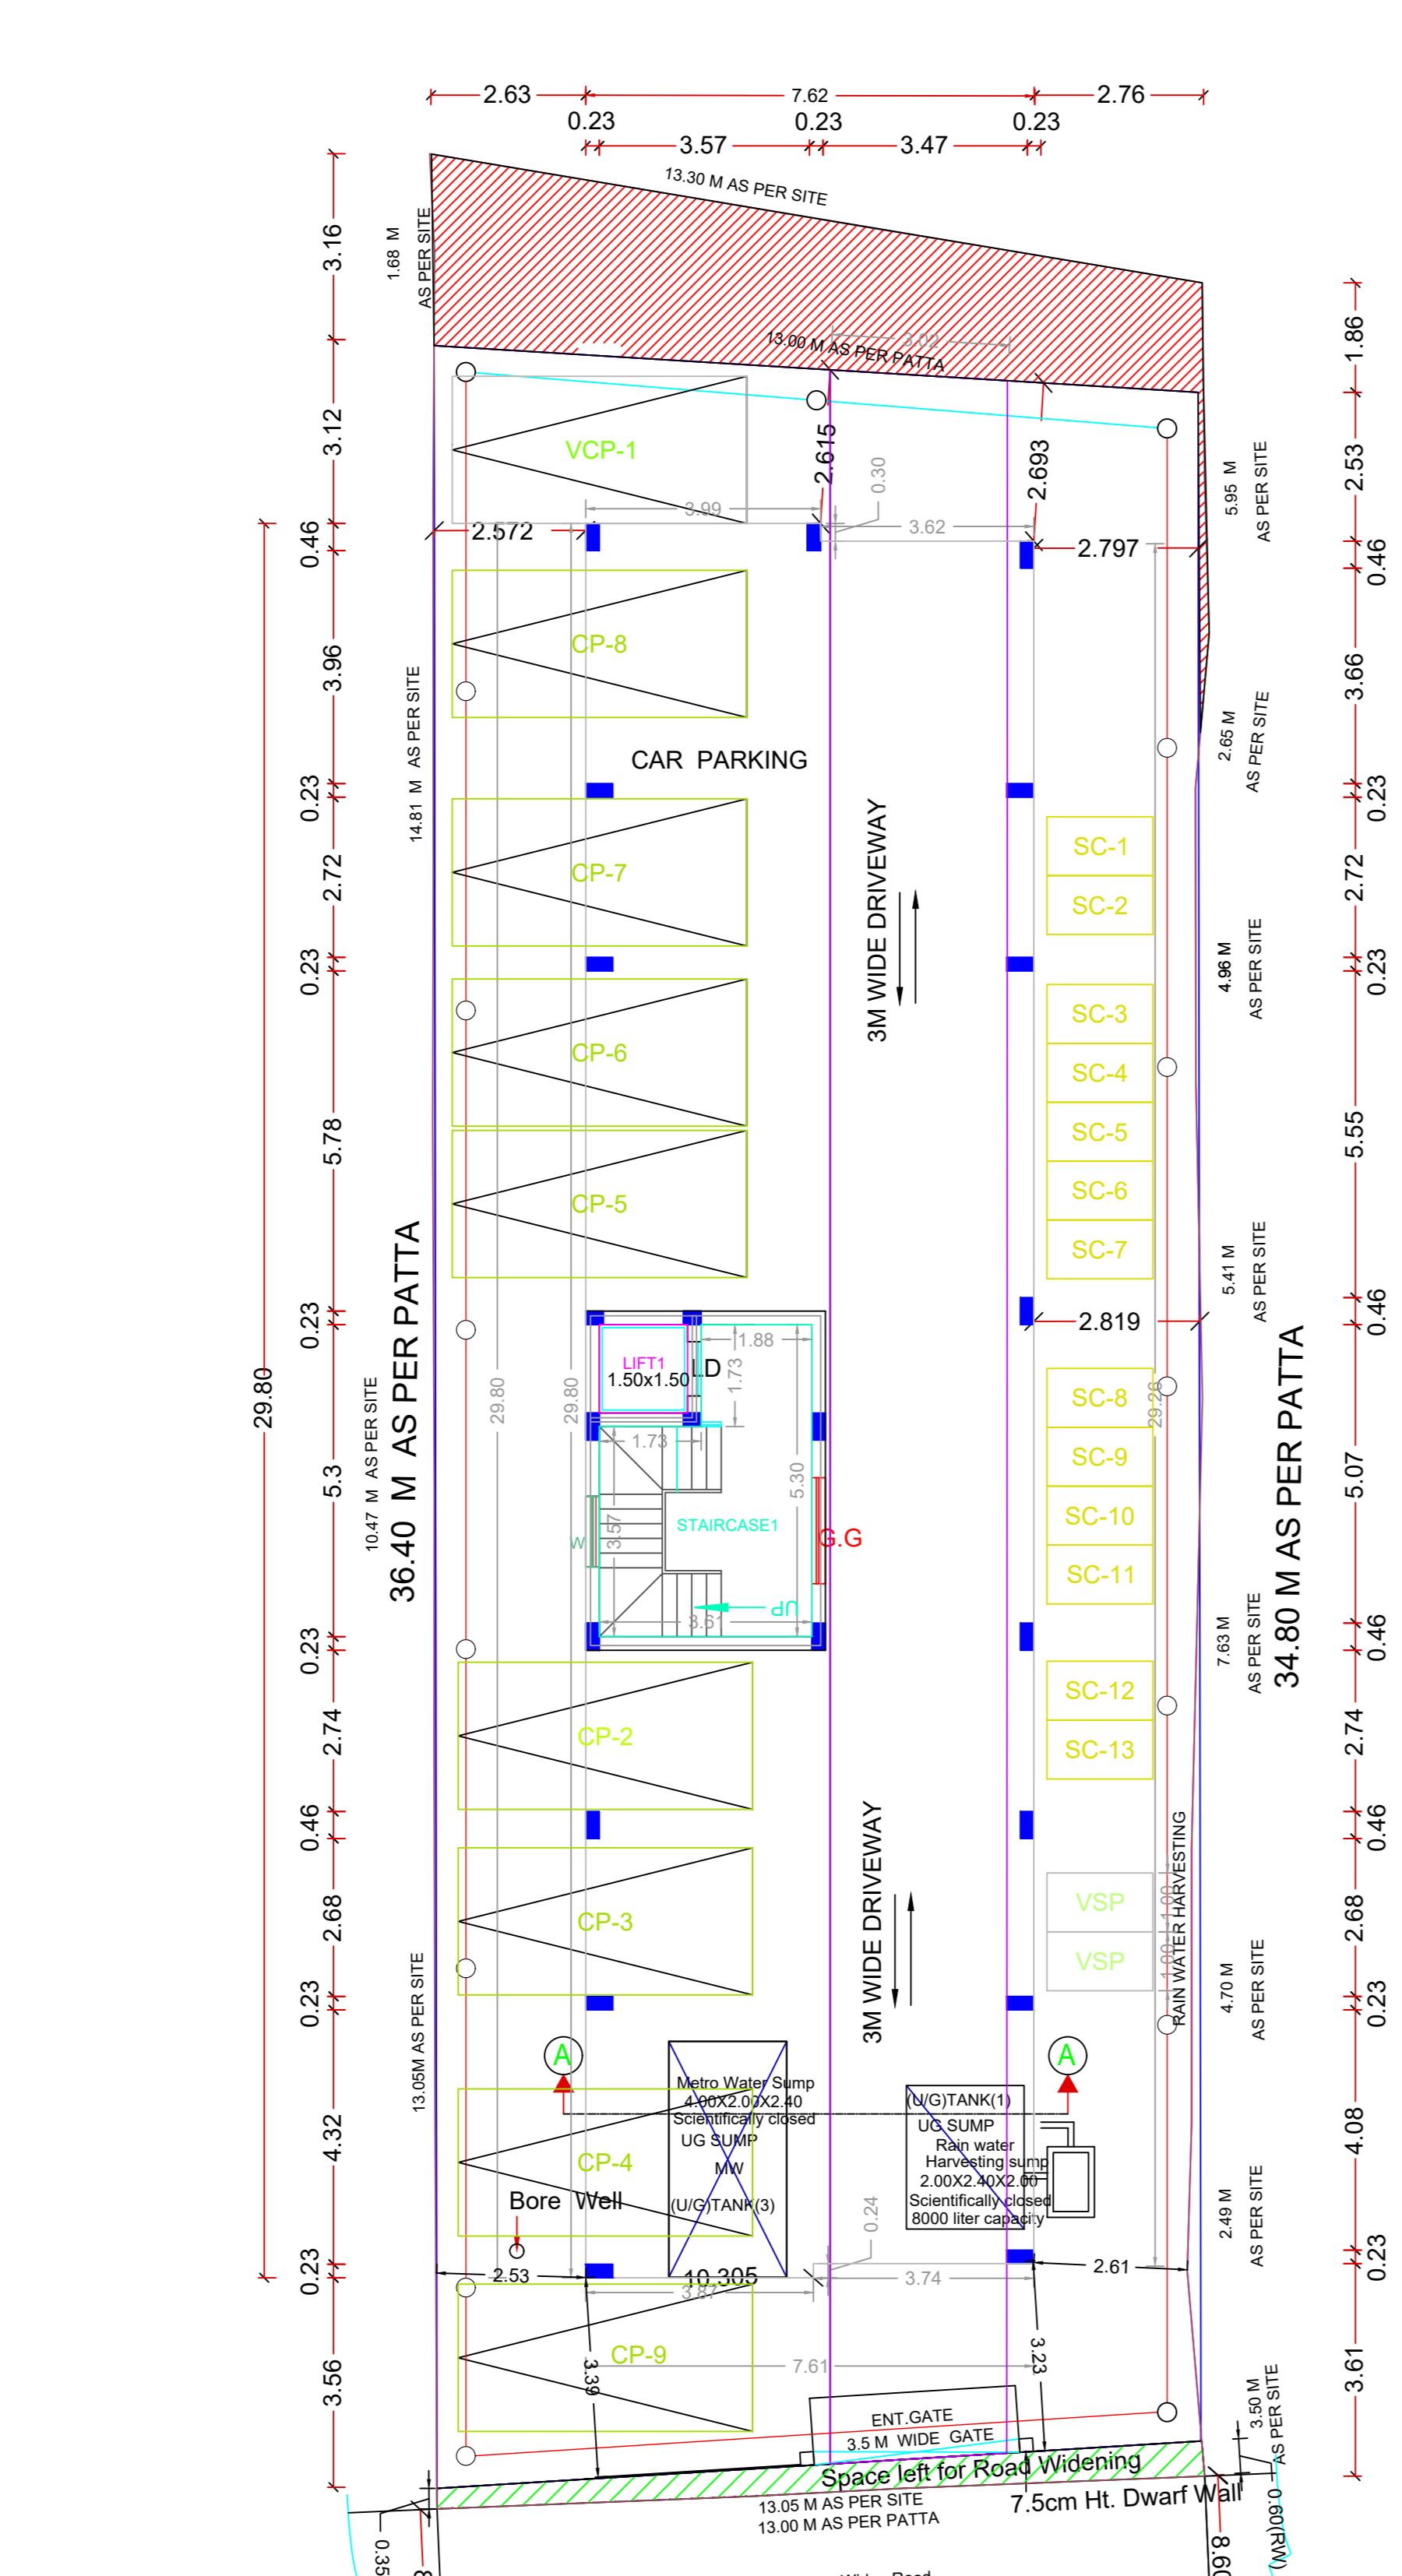 2.63
7.62
2.76
0.23
0.23
0.23
3.57
3.47
13.30 M AS PER SITE
3.16
1.68 M
AS PER SITE
1.86
3.02
13.00 M AS PER PATTA
3.12
VCP-1
2.615
2.693
0.30
2.53
5.95 M
AS PER SITE
3.99
3.62
0.46
2.572
2.797
0.46
CP-8
3.96
3.66
14.81 M AS PER SITE
2.65 M
AS PER SITE
CAR PARKING
0.23
0.23
3M WIDE DRIVEWAY
SC-1
CP-7
2.72
2.72
SC-2
4.96 M
AS PER SITE
0.23
0.23
SC-3
CP-6
SC-4
5.78
5.55
SC-5
SC-6
CP-5
SC-7
5.41 M
AS PER SITE
36.40 M AS PER PATTA
0.23
0.46
2.819
1.88
LIFT1
1.50x1.50
LD
1.73
29.80
29.80
29.80
29.26
SC-8
34.80 M AS PER PATTA
10.47 M AS PER SITE
1.73
SC-9
5.3
5.30
5.07
STAIRCASE1
SC-10
W
3.57
G.G
SC-11
UP
3.61
7.63 M
AS PER SITE
0.23
0.46
SC-12
CP-2
2.74
2.74
SC-13
0.46
0.46
3M WIDE DRIVEWAY
RAIN WATER HARVESTING
VSP
1.00
CP-3
2.68
2.68
VSP
1.00
13.05M AS PER SITE
4.70 M
AS PER SITE
0.23
0.23
A
A
Metro Water Sump
4.00X2.00X2.40
Scientifically closed
UG SUMP
MW
(U/G)TANK(3)
(U/G)TANK(1)
UG SUMP
Rain water
Harvesting sump
2.00X2.40X2.00
Scientifically closed
8000 liter capacity
4.32
4.08
CP-4
Bore Well
0.24
2.49 M
AS PER SITE
0.23
0.23
2.53
10.305
3.87
3.74
2.61
CP-9
3.56
3.39
7.61
3.23
3.61
3.50 M
AS PER SITE
ENT.GATE
3.5 M WIDE GATE
Space left for Road Widening
7.5cm Ht. Dwarf Wall
13.05 M AS PER SITE
13.00 M AS PER PATTA
0.35
0.60(RW)
8.60